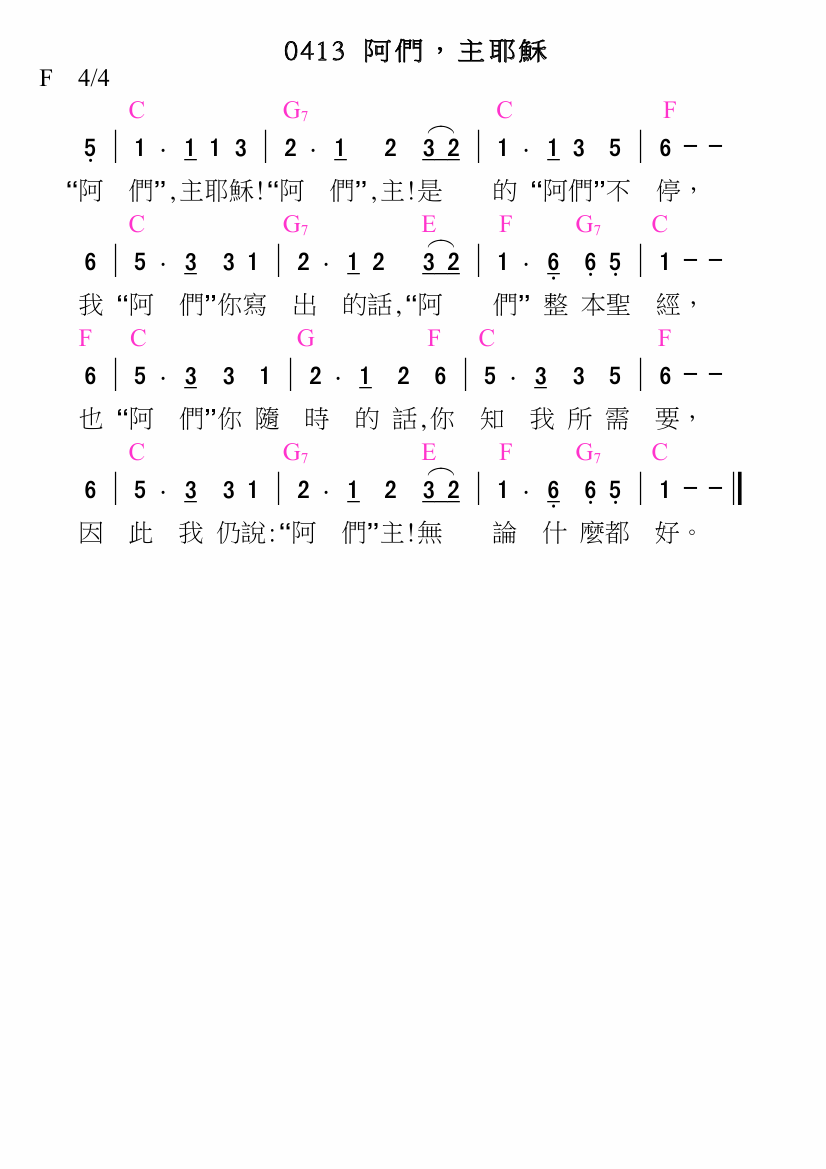 0413 阿們，主耶穌
F 4/4
C G7 C F
5̣ | 1 · 1 1 3 | 2 · 1 2 3 2 | 1 · 1 3 5 | 6 – –
“阿 們”,主耶穌!“阿 們”,主!是 的 “阿們”不 停，
C G7 E F G7 C
6 | 5 · 3 3 1 | 2 · 1 2 3 2 | 1 · 6̣ 6̣ 5̣ | 1 – –
我 “阿 們”你寫 出 的話,“阿 們” 整 本聖 經，
F C G F C F
6 | 5 · 3 3 1 | 2 · 1 2 6 | 5 · 3 3 5 | 6 – –
也 “阿 們”你 隨 時 的 話,你 知 我 所 需 要，
C G7 E F G7 C
6 | 5 · 3 3 1 | 2 · 1 2 3 2 | 1 · 6̣ 6̣ 5̣ | 1 – – ‖
因 此 我 仍說:“阿 們”主!無 論 什 麼都 好。